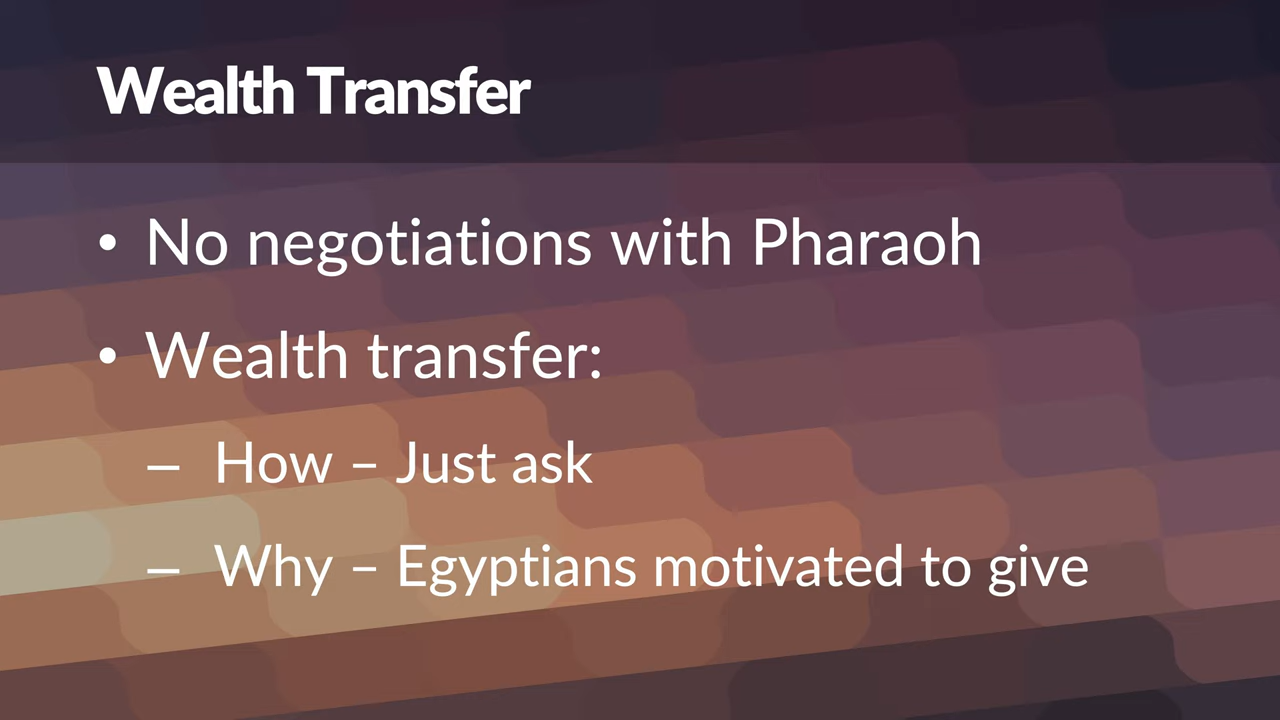 Wealth Transfer
• No negotiations with Pharaoh
• Wealth transfer:
– How – Just ask
– Why – Egyptians motivated to give